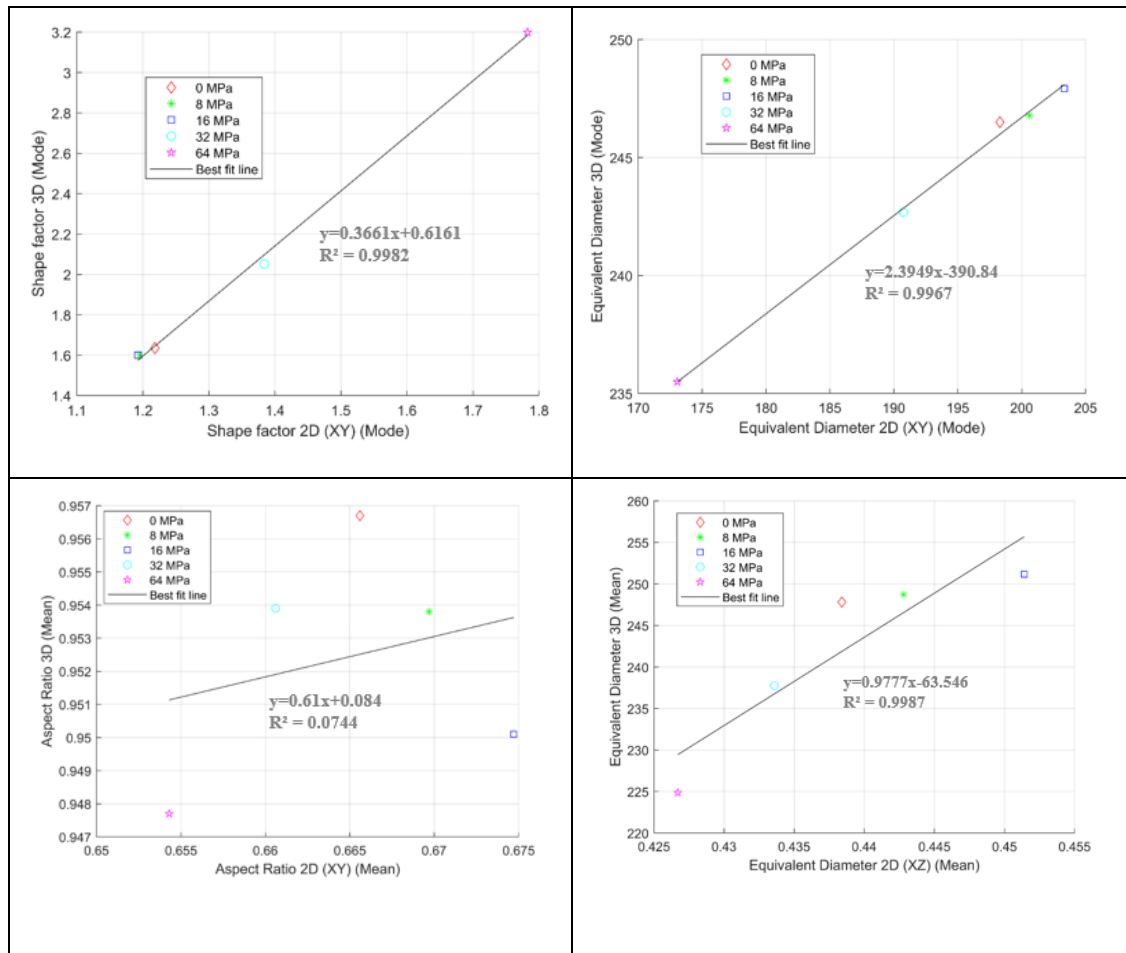 3.2
3
2.8
2.6
2.4
2.2
2
1.8
1.6
1.4
Shape factor 3D (Mode)
0 MPa
8 MPa
16 MPa
32 MPa
64 MPa
Best fit line
y=0.3661x+0.6161
R² = 0.9982
1.1 1.2 1.3 1.4 1.5 1.6 1.7 1.8
Shape factor 2D (XY) (Mode)
250
245
240
235
Equivalent Diameter 3D (Mode)
0 MPa
8 MPa
16 MPa
32 MPa
64 MPa
Best fit line
y=2.3949x-390.84
R² = 0.9967
170 175 180 185 190 195 200 205
Equivalent Diameter 2D (XY) (Mode)
0.957
0.956
0.955
0.954
0.953
0.952
0.951
0.95
0.949
0.948
0.947
Aspect Ratio 3D (Mean)
0 MPa
8 MPa
16 MPa
32 MPa
64 MPa
Best fit line
y=0.61x+0.084
R² = 0.0744
0.65 0.655 0.66 0.665 0.67 0.675
Aspect Ratio 2D (XY) (Mean)
260
255
250
245
240
235
230
225
220
Equivalent Diameter 3D (Mean)
0 MPa
8 MPa
16 MPa
32 MPa
64 MPa
Best fit line
y=0.9777x-63.546
R² = 0.9987
0.425 0.43 0.435 0.44 0.445 0.45 0.455
Equivalent Diameter 2D (XZ) (Mean)